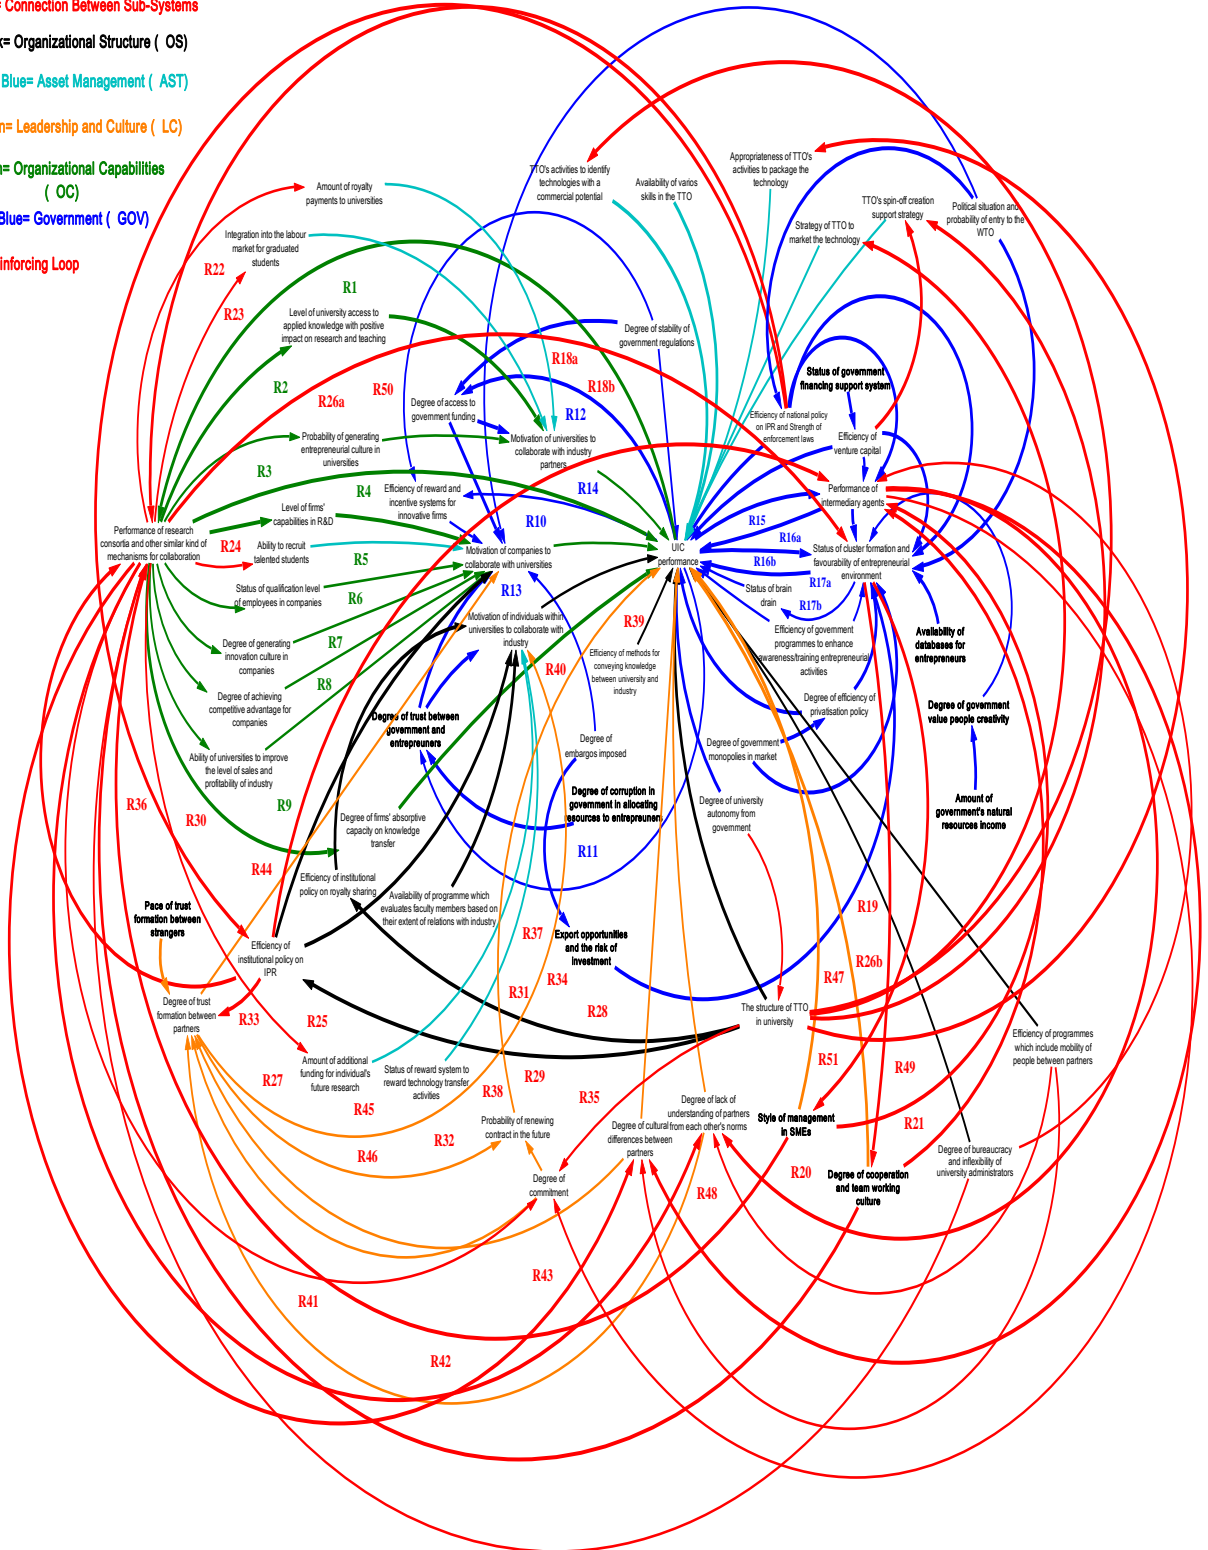 = Connection Between Sub-Systems
k= Organizational Structure ( OS)
Blue= Asset Management ( AST)
n= Leadership and Culture ( LC)
n= Organizational Capabilities
( OC)
Blue= Government ( GOV)
inforcing Loop
Amount of royalty
payments to universities
Integration into the labour
market for graduated
students
Level of university access to
applied knowledge with positive
impact on research and teaching
TTO's activities to identify
technologies with a
commercial potential
Availability of varios
skills in the TTO
Appropriateness of TTO's
activities to package the
technology
Strategy of TTO to
market the technology
TTO's spin-off creation
support strategy
Political situation and
probability of entry to the
WTO
Degree of stability of
government regulations
Degree of access to
government funding
Status of government
financing support system
Efficiency of national policy
on IPR and Strength of
enforcement laws
Efficiency of
venture capital
Probability of generating
entrepreneurial culture in
universities
Motivation of universities to
collaborate with industry
partners
Efficiency of reward and
incentive systems for
innovative firms
Performance of
intermediary agents
Level of firms'
capabilities in R&D
Performance of research
consortia and other similar kind of
mechanisms for collaboration
Ability to recruit
talented students
Motivation of companies to
collaborate with universities
UIC
performance
Status of cluster formation and
favourability of entrepreneurial
environment
Status of qualification level
of employees in companies
Status of brain
drain
Motivation of individuals within
universities to collaborate with
industry
Efficiency of government
programmes to enhance
awareness/training entrepreneurial
activities
Availability of
databases for
entrepreneurs
Degree of generating
innovation culture in
companies
Efficiency of methods for
conveying knowledge
between university and
industry
Degree of achieving
competitive advantage for
companies
Degree of efficiency of
privatisation policy
Degree of government
value people creativity
Degree of trust between
government and
entrepreuners
Degree of
embargos imposed
Degree of government
monopolies in market
Ability of universities to improve
the level of sales and
profitability of industry
Degree of corruption in
government in allocating
esources to entrepreuners
Degree of university
autonomy from
government
Amount of
government's natural
resources income
Degree of firms' absorptive
capacity on knowledge
transfer
Efficiency of institutional
policy on royalty sharing
Availability of programme which
evaluates faculty members based on
their extent of relations with industry
Pace of trust
formation between
strangers
Efficiency of
institutional policy on
IPR
Export opportunities
and the risk of
investment
Degree of trust
formation between
partners
The structure of TTO
in university
Efficiency of programmes
which include mobility of
people between partners
Amount of additional
funding for individual's
future research
Status of reward system to
reward technology transfer
activities
Probability of renewing
contract in the future
Degree of lack of
understanding of partners
from each other's norms
Degree of cultural
differences between
partners
Style of management
in SMEs
Degree of
commitment
Degree of cooperation
and team working
culture
Degree of bureaucracy
and inflexibility of
university administrators
R22
R23
R1
R2
R26a
R50
R18a
R18b
R12
R3
R4
R14
R24
R5
R10
R15
R16a
R16b
R17a
R17b
R6
R13
R7
R39
R8
R40
R9
R36
R30
R44
R11
R37
R19
R26b
R34
R47
R31
R28
R33
R25
R27
R29
R38
R35
R51
R49
R45
R32
R46
R21
R20
R48
R43
R41
R42